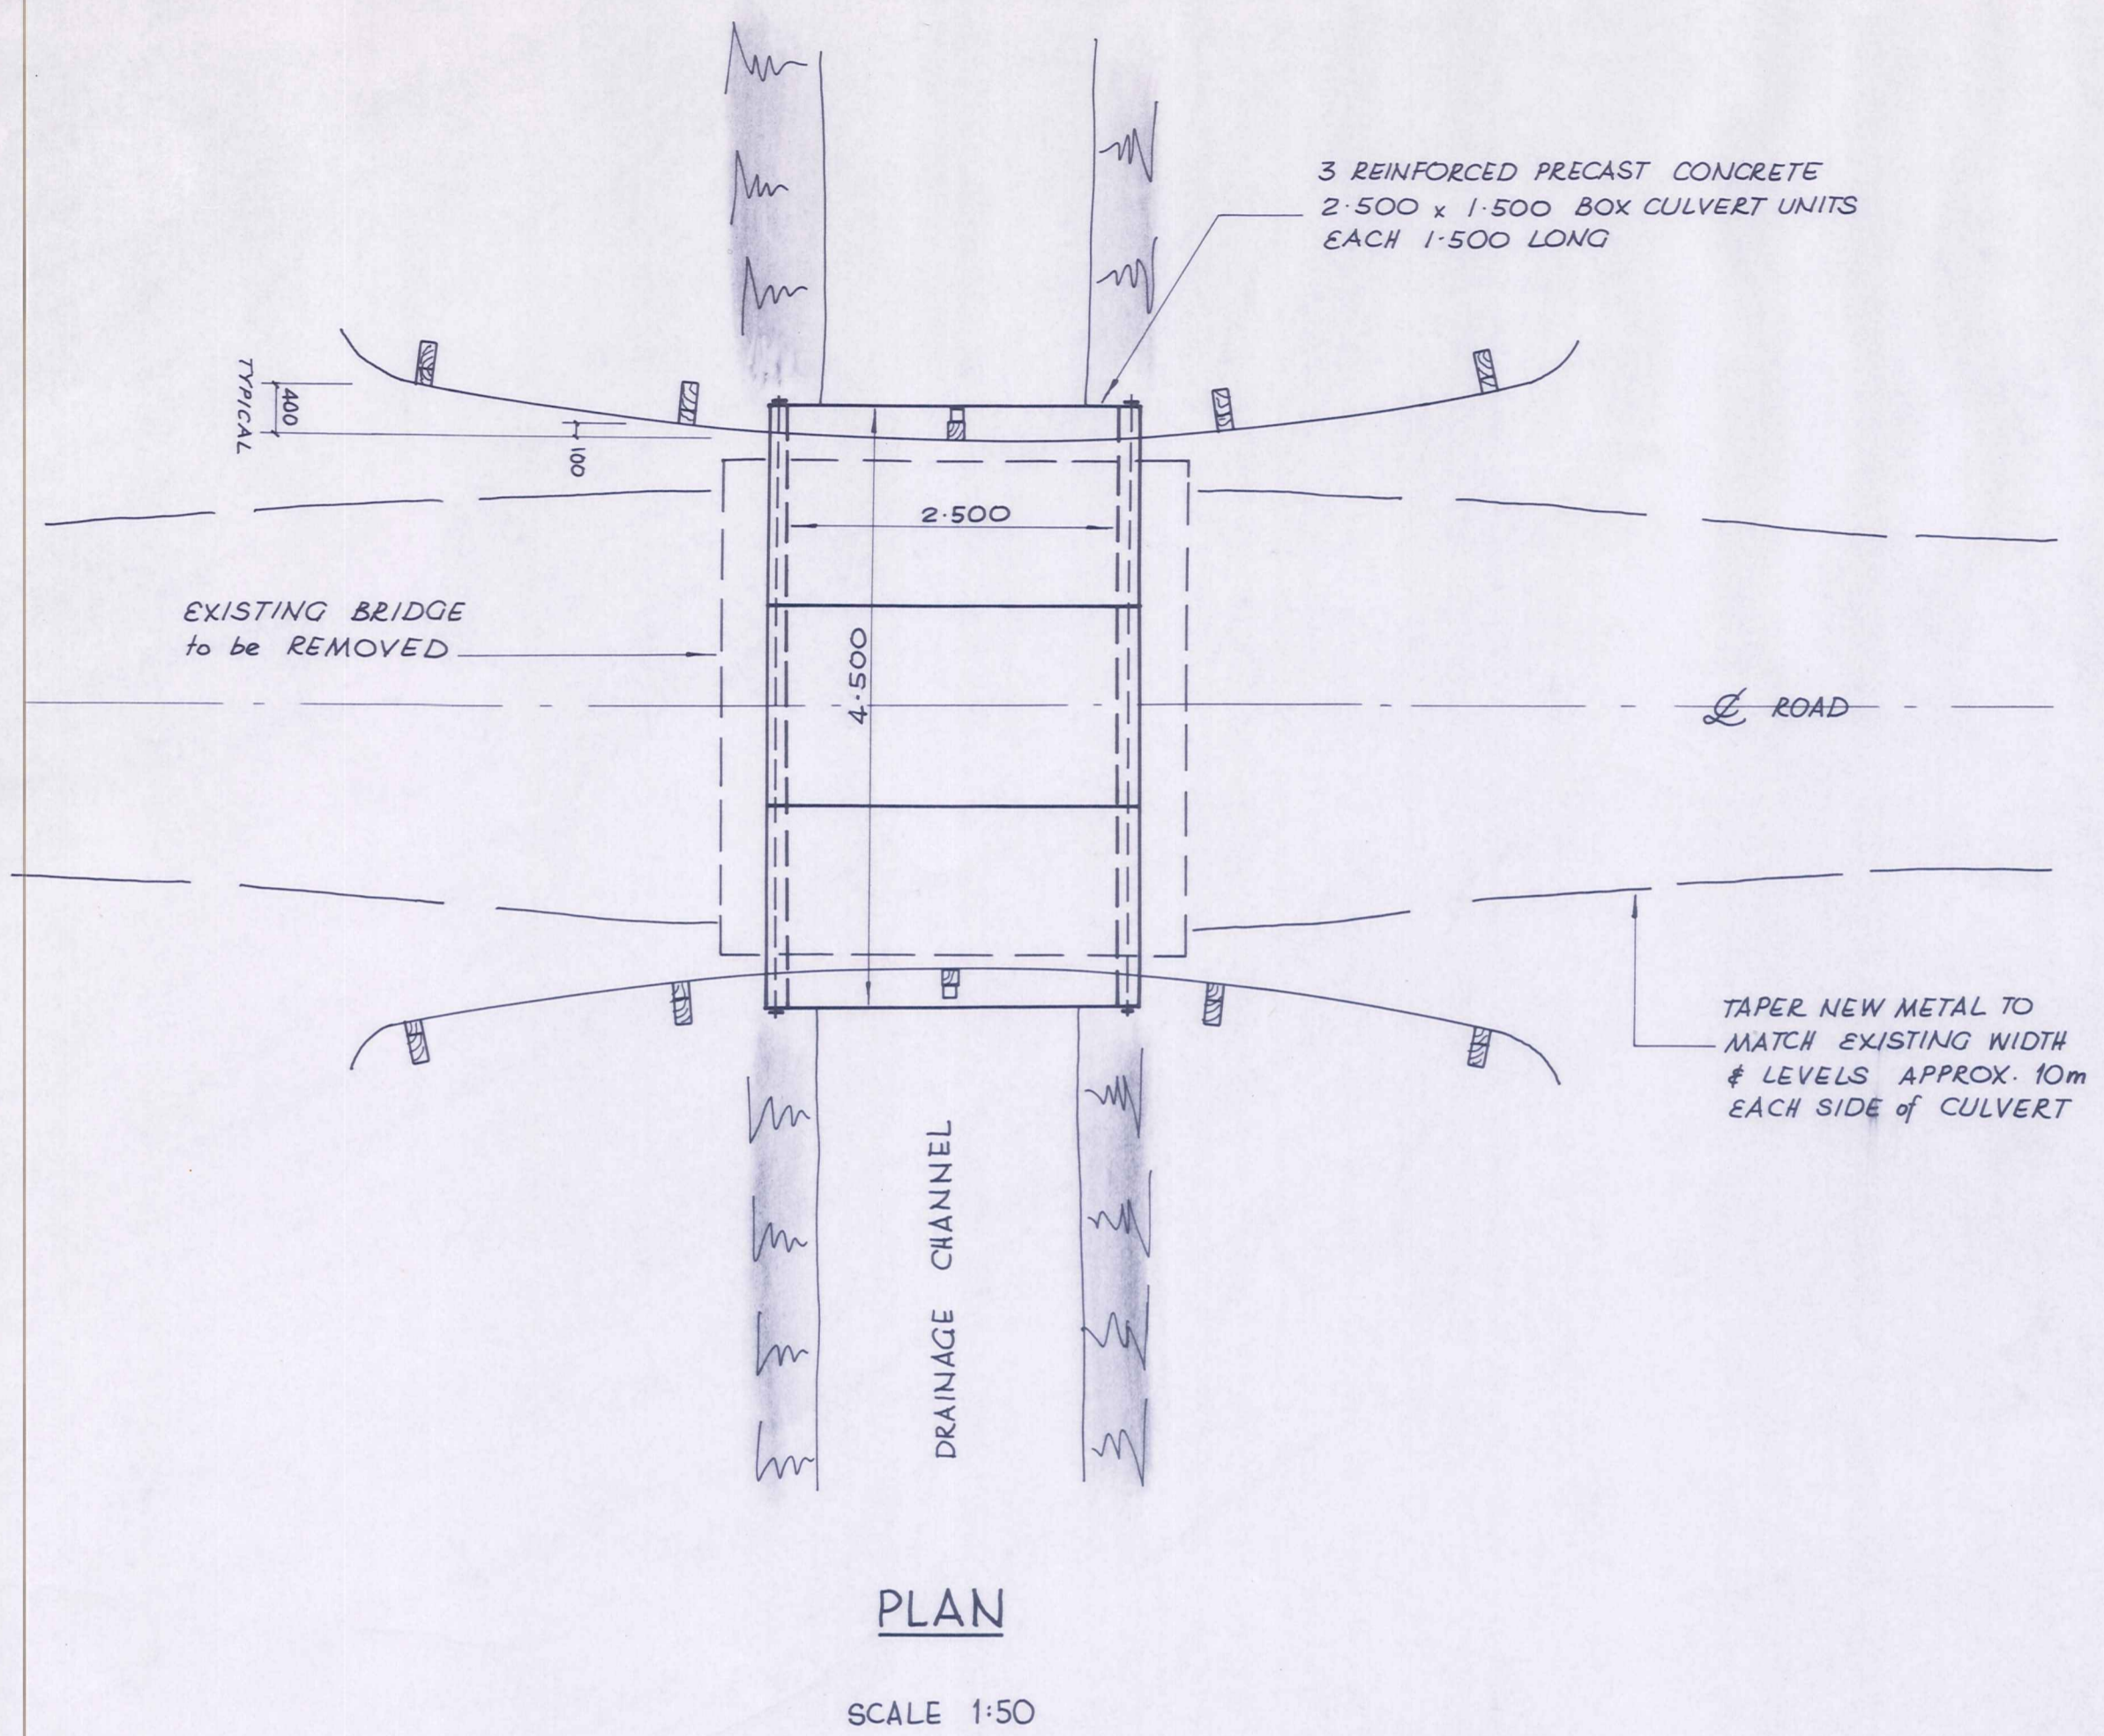 3 REINFORCED PRECAST CONCRETE
2·500 x 1·500 BOX CULVERT UNITS
EACH 1·500 LONG
TYPICAL
400
100
2·500
EXISTING BRIDGE
to be REMOVED
4·500
℄ ROAD
TAPER NEW METAL TO
MATCH EXISTING WIDTH
& LEVELS APPROX. 10m
EACH SIDE of CULVERT
DRAINAGE CHANNEL
PLAN
SCALE 1:50